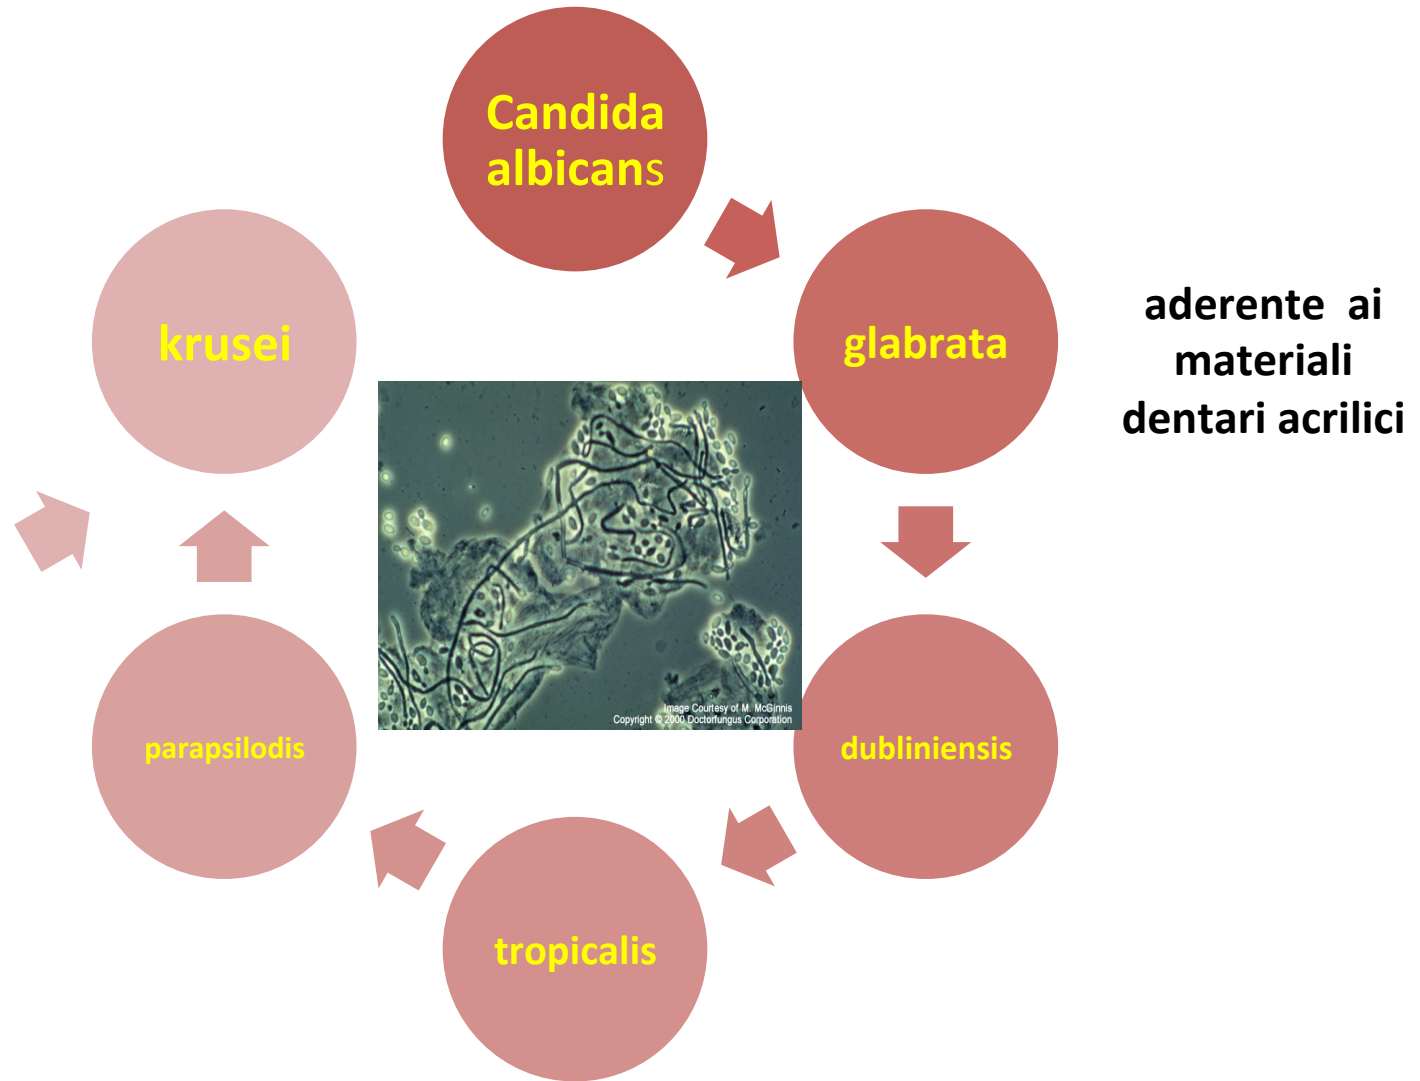 Candida
albicans
krusei
glabrata
aderente ai
materiali
dentari acrilici
Image Courtesy of M. McGinnis
Copyright © 2000 Doctorfungus Corporation
parapsilodis
dubliniensis
tropicalis